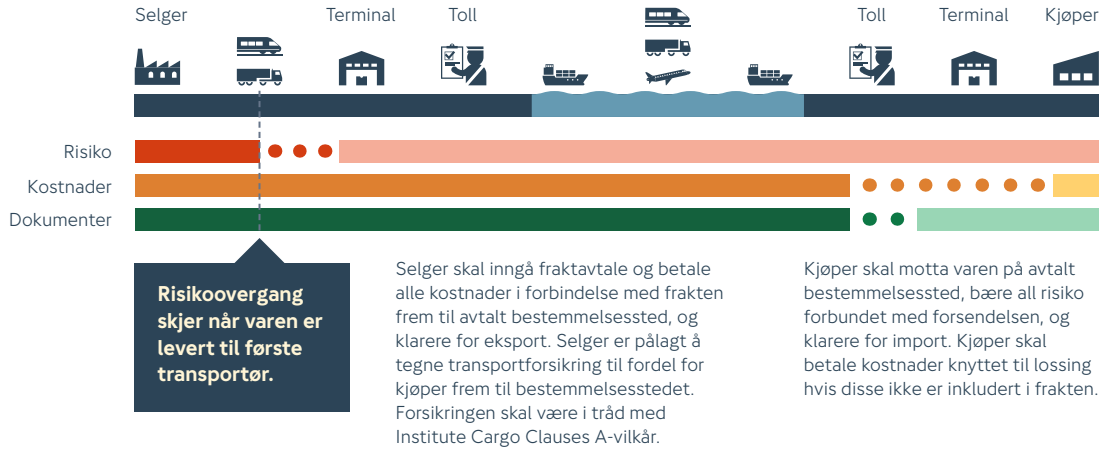 Selger
Terminal
Toll
Toll
Terminal
Kjøper
Risiko
Kostnader
Dokumenter
Risikoovergang
skjer når varen er
levert til første
transportør.
Selger skal inngå fraktavtale og betale
alle kostnader i forbindelse med frakten
frem til avtalt bestemmelsessted, og
klarere for eksport. Selger er pålagt å
tegne transportforsikring til fordel for
kjøper frem til bestemmelsesstedet.
Forsikringen skal være i tråd med
Institute Cargo Clauses A-vilkår.
Kjøper skal motta varen på avtalt
bestemmelsessted, bære all risiko
forbundet med forsendelsen, og
klarere for import. Kjøper skal
betale kostnader knyttet til lossing
hvis disse ikke er inkludert i frakten.